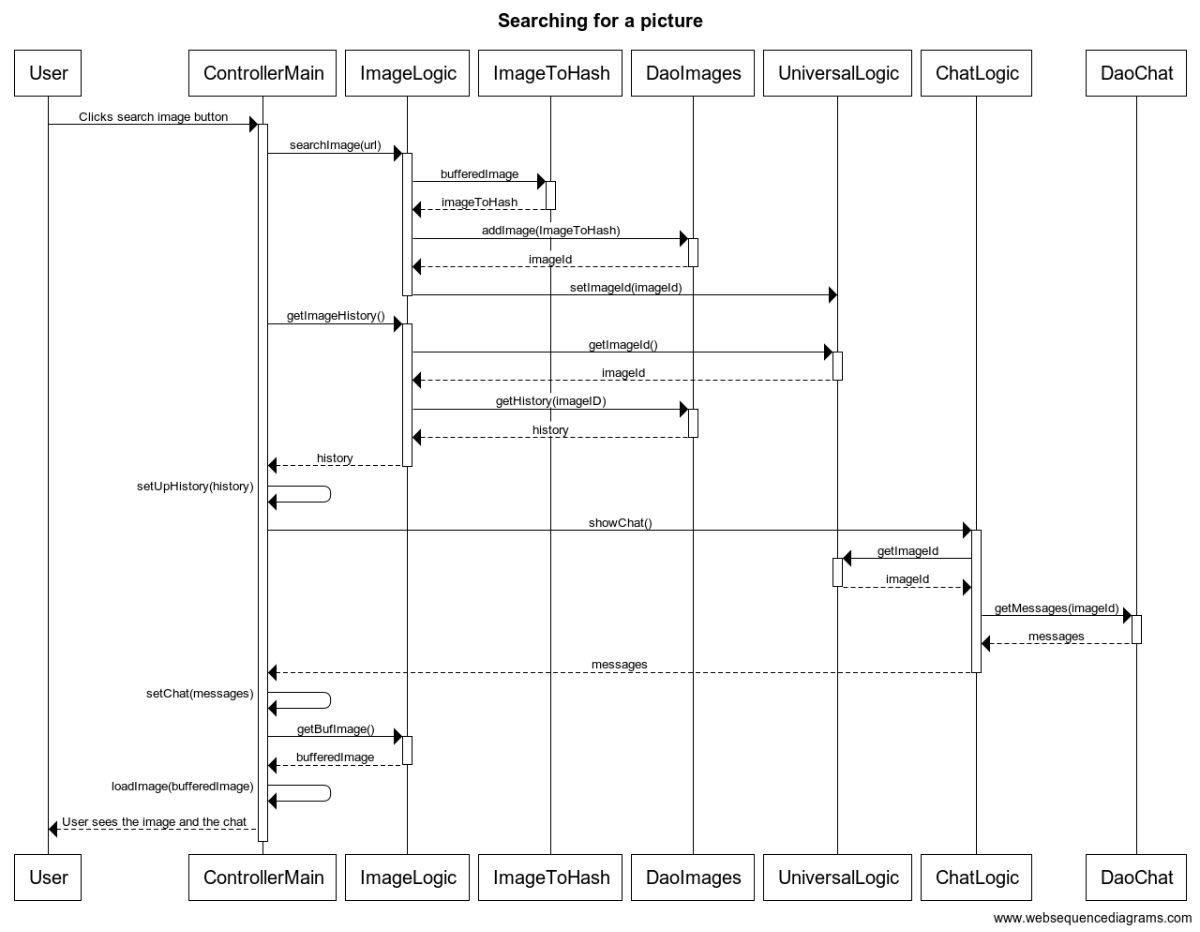 Searching for a picture
User ControllerMain ImageLogic ImageToHash DaoImages UniversalLogic ChatLogic DaoChat
Clicks search image button
searchImage(url)
bufferedImage
imageToHash
addImage(ImageToHash)
imageId
setImageId(imageId)
getImageHistory()
getImageId()
imageId
getHistory(imageID)
history
history
setUpHistory(history)
showChat()
getImageId
imageId
getMessages(imageId)
messages
messages
setChat(messages)
getBufImage()
bufferedImage
loadImage(bufferedImage)
User sees the image and the chat
User ControllerMain ImageLogic ImageToHash DaoImages UniversalLogic ChatLogic DaoChat
www.websequencediagrams.com